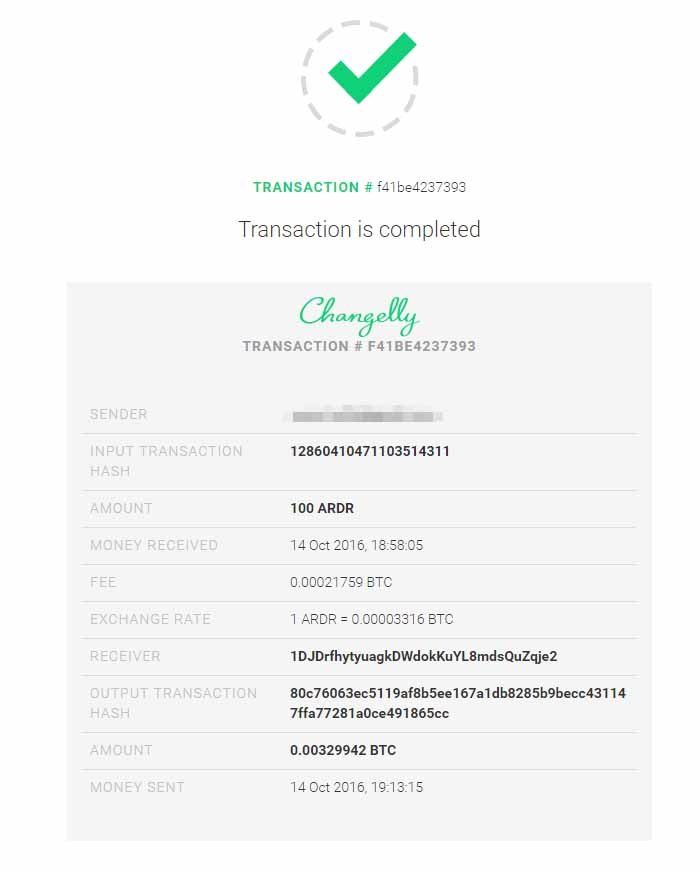 TRANSACTION # f41be4237393
Transaction is completed
Changelly
TRANSACTION # F41BE4237393
SENDER
INPUT TRANSACTION 12860410471103514311
HASH
AMOUNT 100 ARDR
MONEY RECEIVED 14 Oct 2016, 18:58:05
FEE 0.00021759 BTC
EXCHANGE RATE 1 ARDR = 0.00003316 BTC
RECEIVER 1DJDrfhytyuagkDWdokKuYL8mdsQuZqje2
OUTPUT TRANSACTION 80c76063ec5119af8b5ee167a1db8285b9becc43114
HASH 7ffa77281a0ce491865cc
AMOUNT 0.00329942 BTC
MONEY SENT 14 Oct 2016, 19:13:15